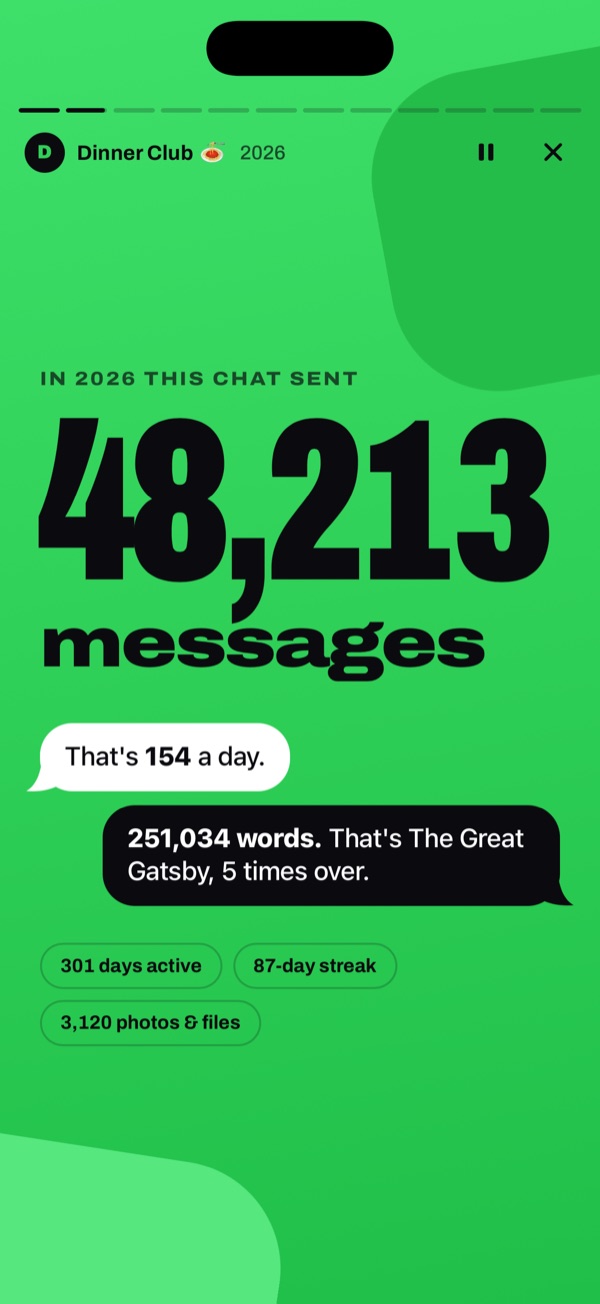 D Dinner Club 🍝 2026
IN 2026 THIS CHAT SENT
48,213
messages
That's 154 a day.
251,034 words. That's The Great
Gatsby, 5 times over.
301 days active
87-day streak
3,120 photos & files